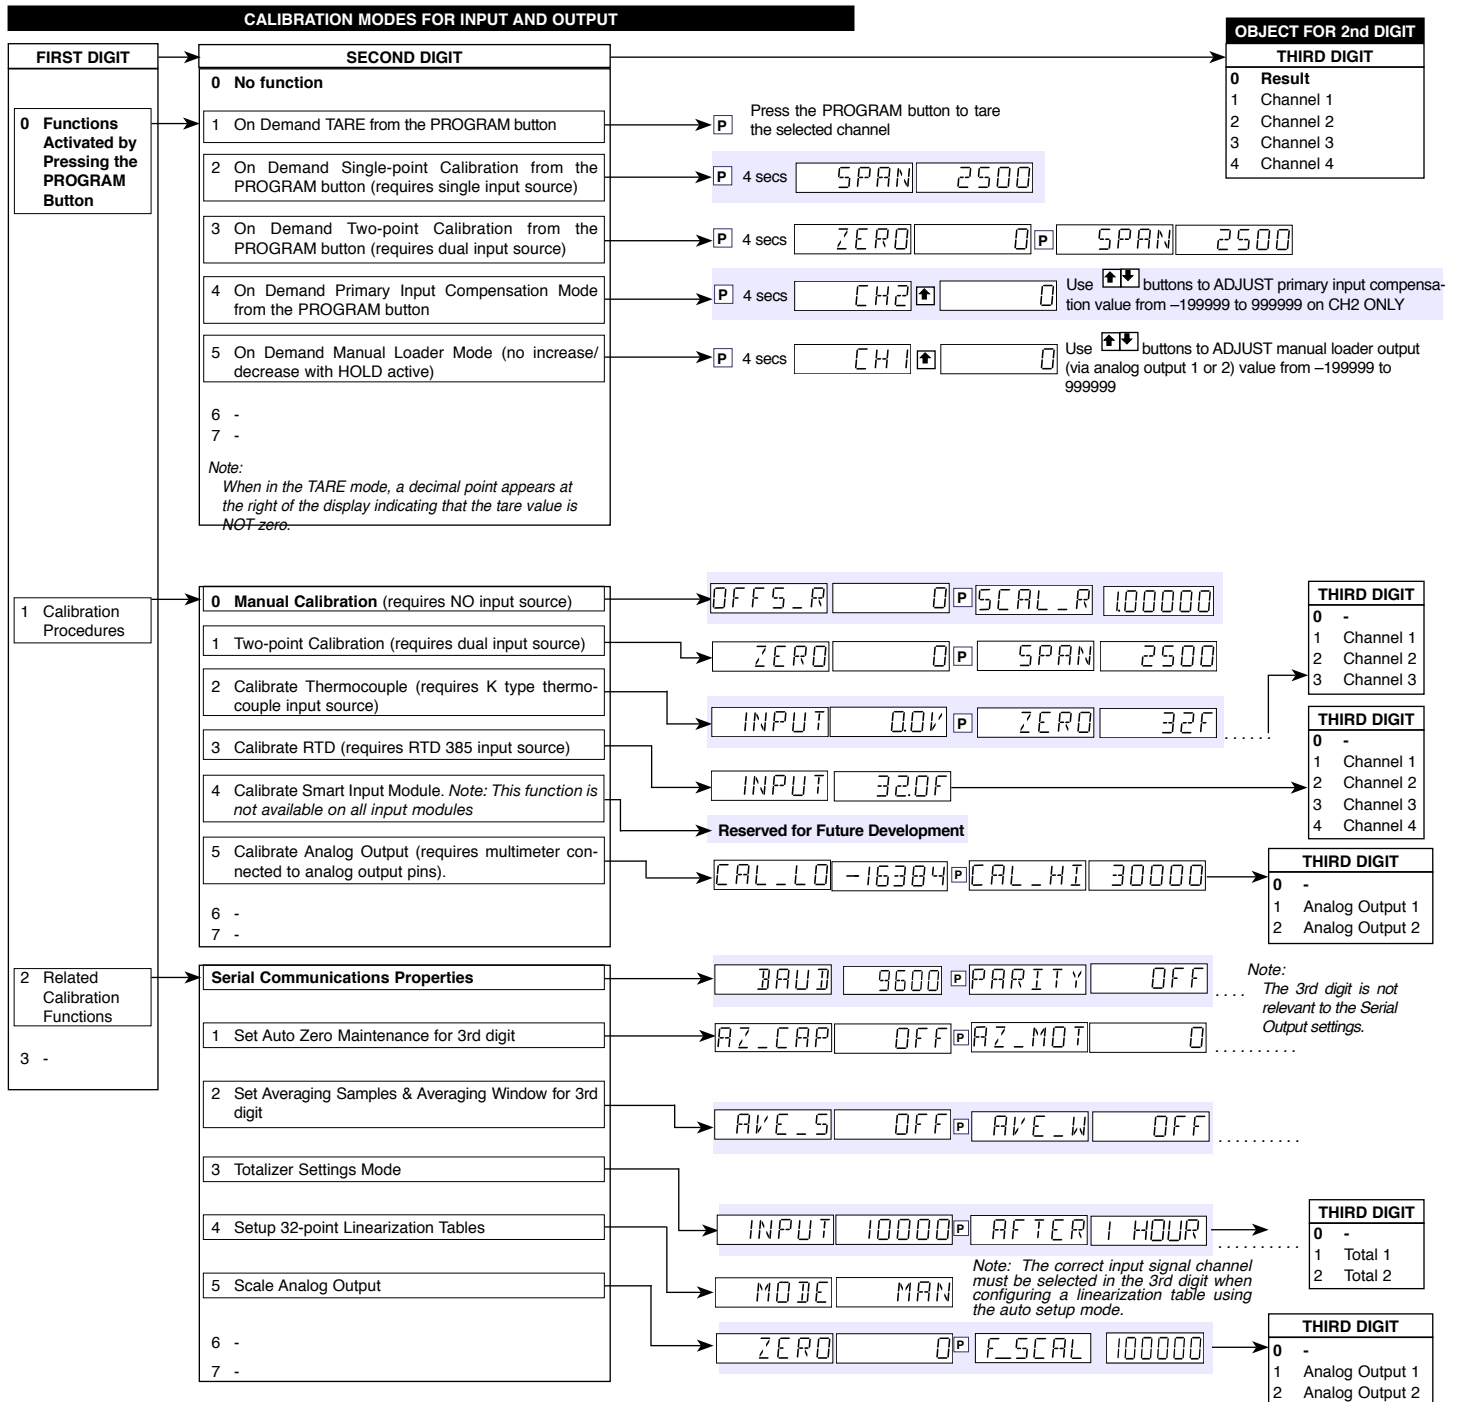 CALIBRATION MODES FOR INPUT AND OUTPUT
OBJECT FOR 2nd DIGIT
FIRST DIGIT
SECOND DIGIT
THIRD DIGIT
0 Result
1 Channel 1
2 Channel 2
3 Channel 3
4 Channel 4
0 Functions
Activated by
Pressing the
PROGRAM
Button
0 No function
1 On Demand TARE from the PROGRAM button
P Press the PROGRAM button to tare
the selected channel
2 On Demand Single-point Calibration from the
PROGRAM button (requires single input source)
P 4 secs SPAN 2500
3 On Demand Two-point Calibration from the
PROGRAM button (requires dual input source)
P 4 secs ZERO 0 P SPAN 2500
4 On Demand Primary Input Compensation Mode
from the PROGRAM button
P 4 secs CH2 0
Use buttons to ADJUST primary input compensa-
tion value from –199999 to 999999 on CH2 ONLY
5 On Demand Manual Loader Mode (no increase/
decrease with HOLD active)
P 4 secs CH1 0
Use buttons to ADJUST manual loader output
(via analog output 1 or 2) value from –199999 to
999999
6 -
7 -
Note:
When in the TARE mode, a decimal point appears at
the right of the display indicating that the tare value is
NOT zero.
1 Calibration
Procedures
0 Manual Calibration (requires NO input source)
OFFS_R 0 P SCAL_R 1.00000
1 Two-point Calibration (requires dual input source)
ZERO 0 P SPAN 2500
2 Calibrate Thermocouple (requires K type thermo-
couple input source)
INPUT 0.0V P ZERO 32F ......
THIRD DIGIT
0 -
1 Channel 1
2 Channel 2
3 Channel 3
3 Calibrate RTD (requires RTD 385 input source)
INPUT 32.0F
THIRD DIGIT
0 -
1 Channel 1
2 Channel 2
3 Channel 3
4 Channel 4
4 Calibrate Smart Input Module. Note: This function is
not available on all input modules
Reserved for Future Development
5 Calibrate Analog Output (requires multimeter con-
nected to analog output pins).
CAL_LO -16384 P CAL_HI 30000
THIRD DIGIT
0 -
1 Analog Output 1
2 Analog Output 2
6 -
7 -
2 Related
Calibration
Functions
3 -
Serial Communications Properties
BAUD 9600 P PARITY OFF ....
Note:
The 3rd digit is not
relevant to the Serial
Output settings.
1 Set Auto Zero Maintenance for 3rd digit
AZ_CAP OFF P AZ_MOT 0 ..........
2 Set Averaging Samples & Averaging Window for 3rd
digit
AVE_S OFF P AVE_W OFF ..........
3 Totalizer Settings Mode
INPUT 10000 P AFTER 1 HOUR ..........
THIRD DIGIT
0 -
1 Total 1
2 Total 2
4 Setup 32-point Linearization Tables
MODE MAN
Note: The correct input signal channel
must be selected in the 3rd digit when
configuring a linearization table using
the auto setup mode.
5 Scale Analog Output
ZERO 0 P F_SCAL 100000
THIRD DIGIT
0 -
1 Analog Output 1
2 Analog Output 2
6 -
7 -